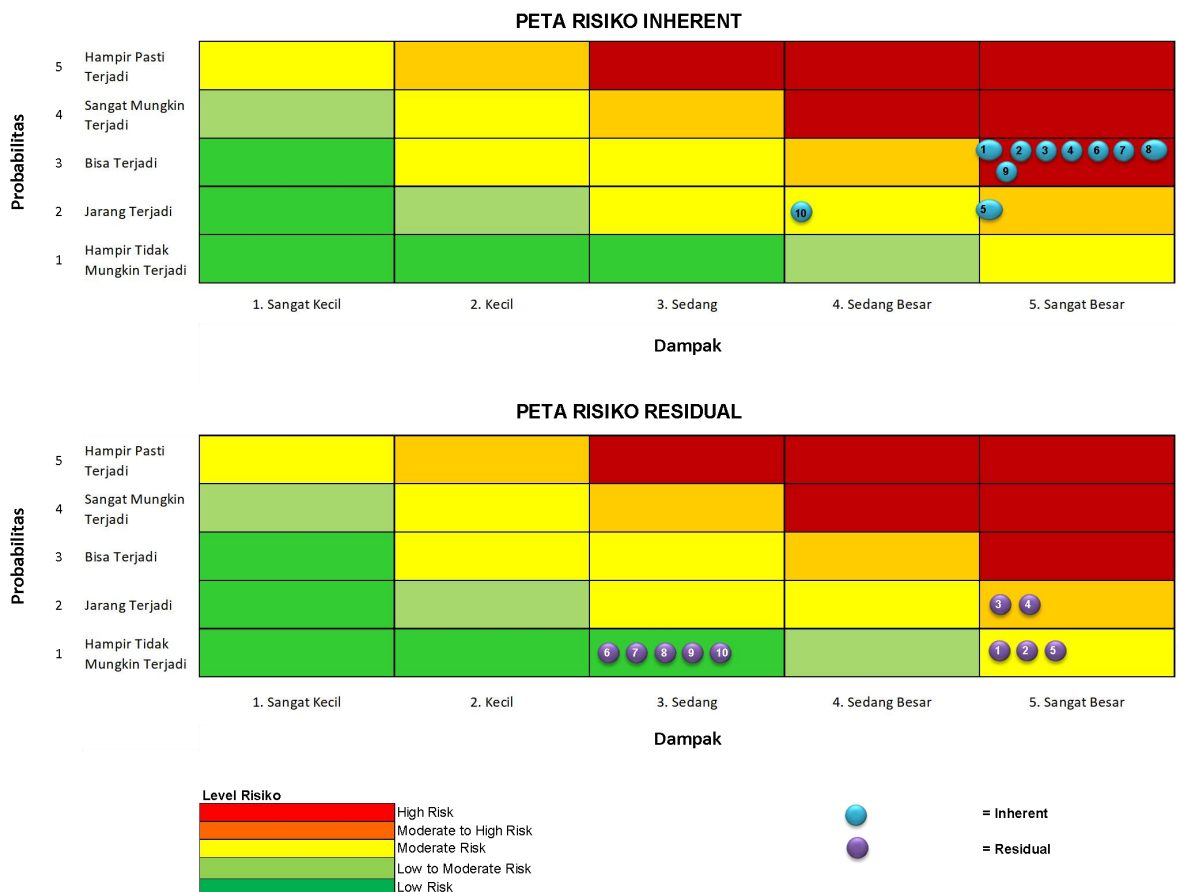 PETA RISIKO INHERENT
Probabilitas
5
Hampir Pasti
Terjadi
4
Sangat Mungkin
Terjadi
3
Bisa Terjadi
1 2 3 4 6 7 8
9
2
Jarang Terjadi
10
5
1
Hampir Tidak
Mungkin Terjadi
1. Sangat Kecil
2. Kecil
3. Sedang
4. Sedang Besar
5. Sangat Besar
Dampak
PETA RISIKO RESIDUAL
Probabilitas
5
Hampir Pasti
Terjadi
4
Sangat Mungkin
Terjadi
3
Bisa Terjadi
2
Jarang Terjadi
3 4
1
Hampir Tidak
Mungkin Terjadi
6 7 8 9 10
1 2 5
1. Sangat Kecil
2. Kecil
3. Sedang
4. Sedang Besar
5. Sangat Besar
Dampak
Level Risiko
High Risk
Moderate to High Risk
Moderate Risk
Low to Moderate Risk
Low Risk
= Inherent
= Residual